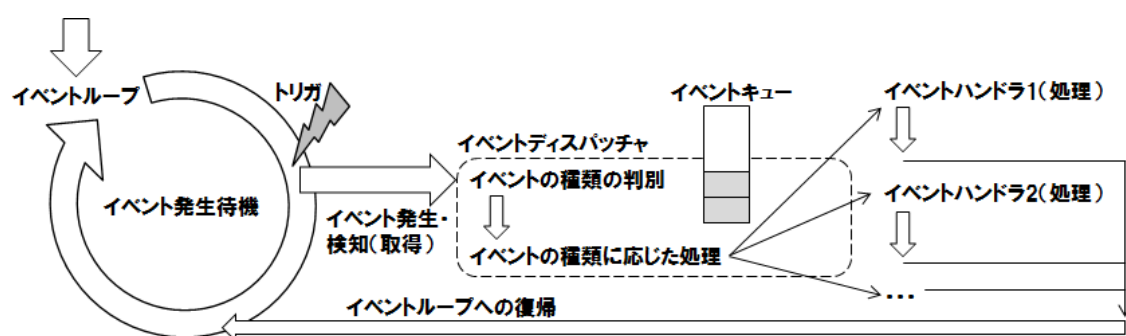 イベントループ
トリガ
イベント発生待機
イベント発生・
検知(取得)
イベントディスパッチャ
イベントの種類の判別
イベントの種類に応じた処理
イベントキュー
イベントハンドラ1(処理)
イベントハンドラ2(処理)
...
イベントループへの復帰